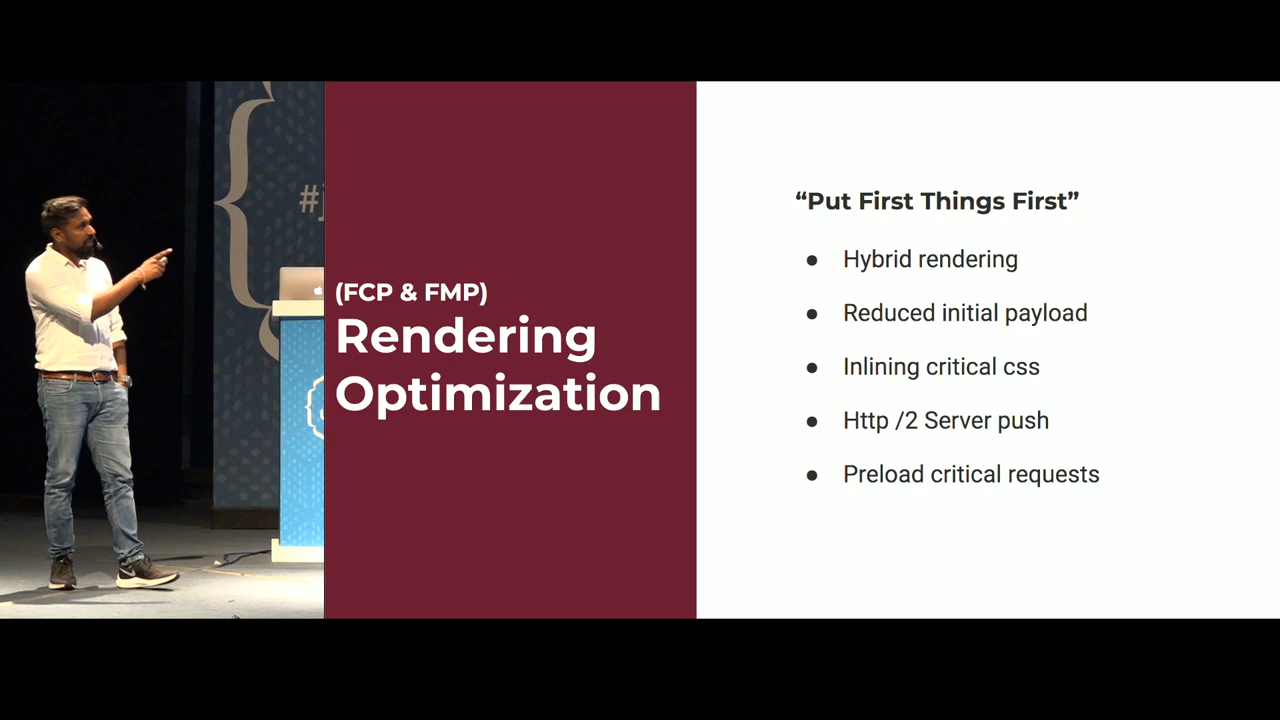 #j
(FCP & FMP)
Rendering
Optimization
“Put First Things First”
● Hybrid rendering
● Reduced initial payload
● Inlining critical css
● Http /2 Server push
● Preload critical requests